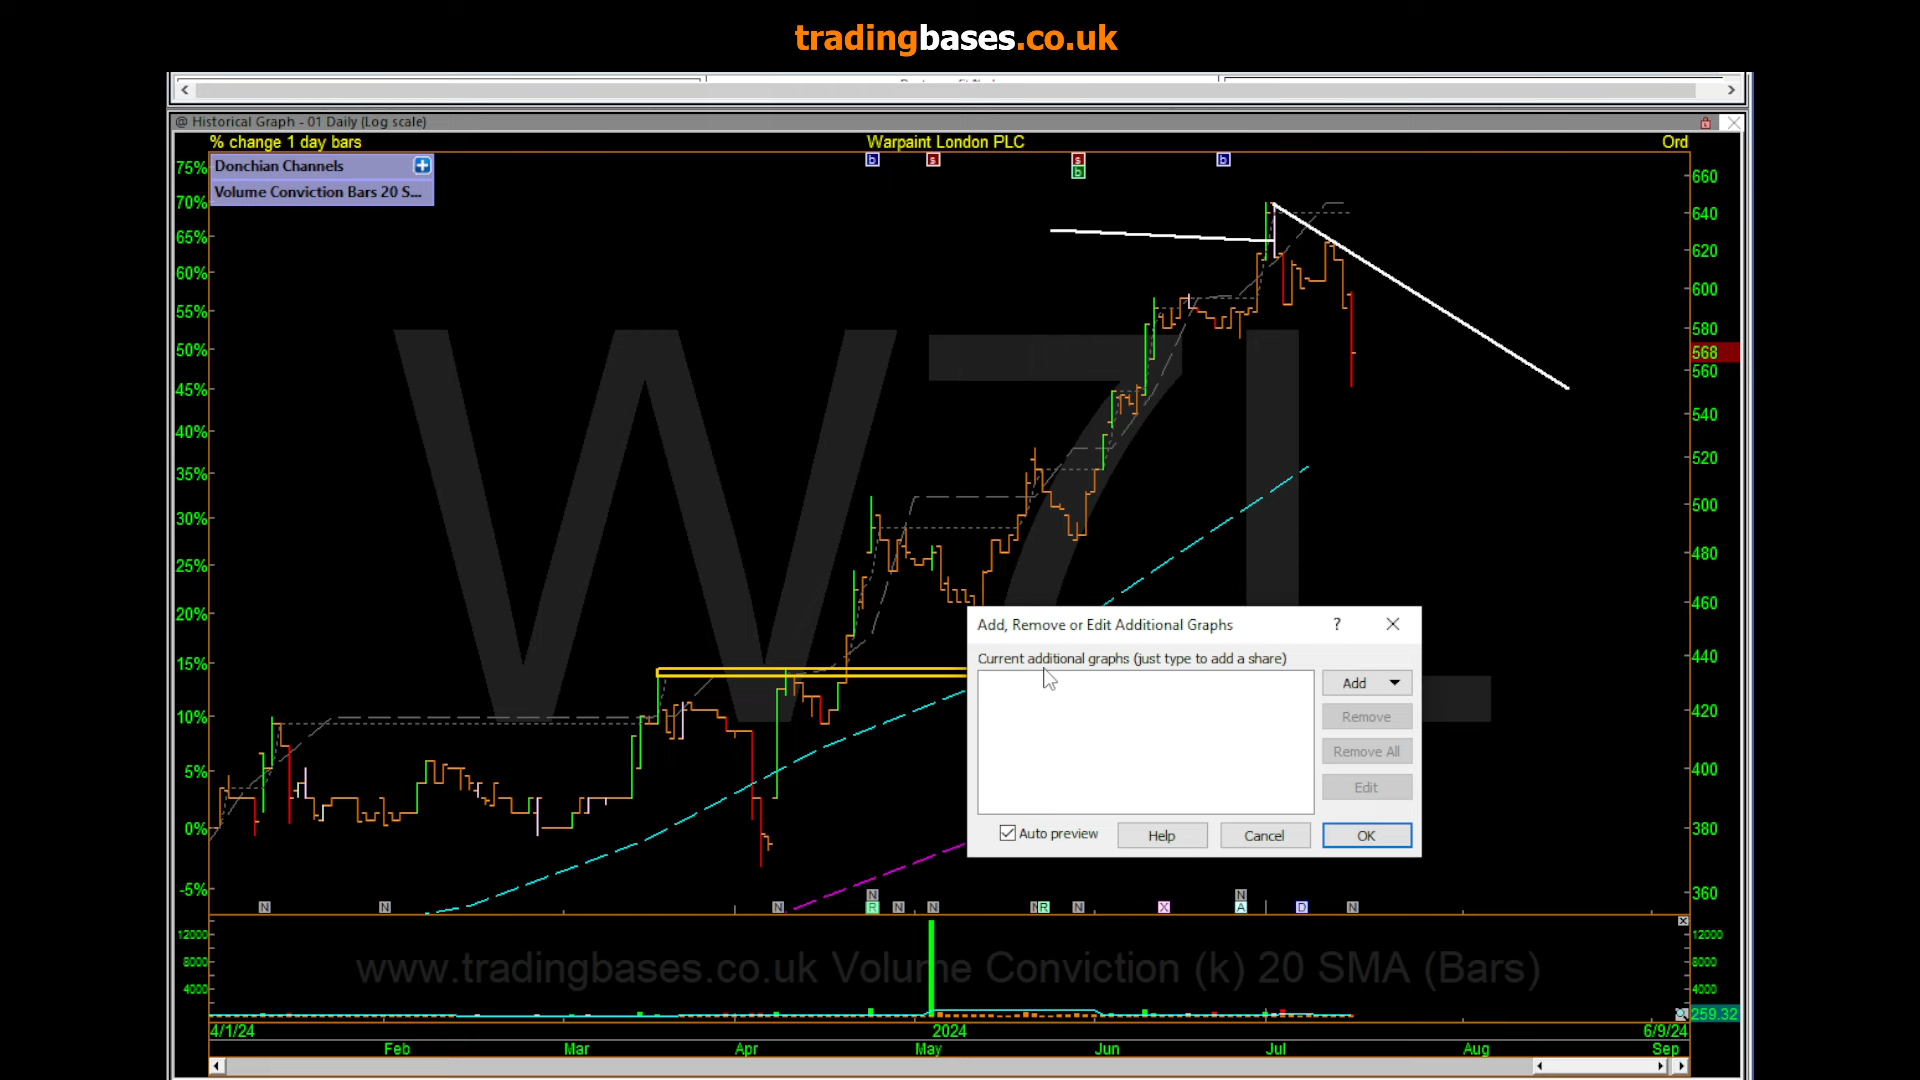 tradingbases.co.uk
@ Historical Graph - 01 Daily (Log scale)
% change 1 day bars
Warpaint London PLC
Ord
Donchian Channels
Volume Conviction Bars 20 S...
b
s
s
b
b
W7L
75%
70%
65%
60%
55%
50%
45%
40%
35%
30%
25%
20%
15%
10%
5%
0%
-5%
660
640
620
600
580
568
560
540
520
500
480
460
440
420
400
380
360
Add, Remove or Edit Additional Graphs
?
Current additional graphs (just type to add a share)
Add
Remove
Remove All
Edit
Auto preview
Help
Cancel
OK
N
N
N
N
R
N
N
N
R
N
X
N
A
D
N
12000
8000
4000
www.tradingbases.co.uk Volume Conviction (k) 20 SMA (Bars)
12000
8000
4000
259.32
4/1/24
2024
6/9/24
Feb
Mar
Apr
May
Jun
Jul
Aug
Sep